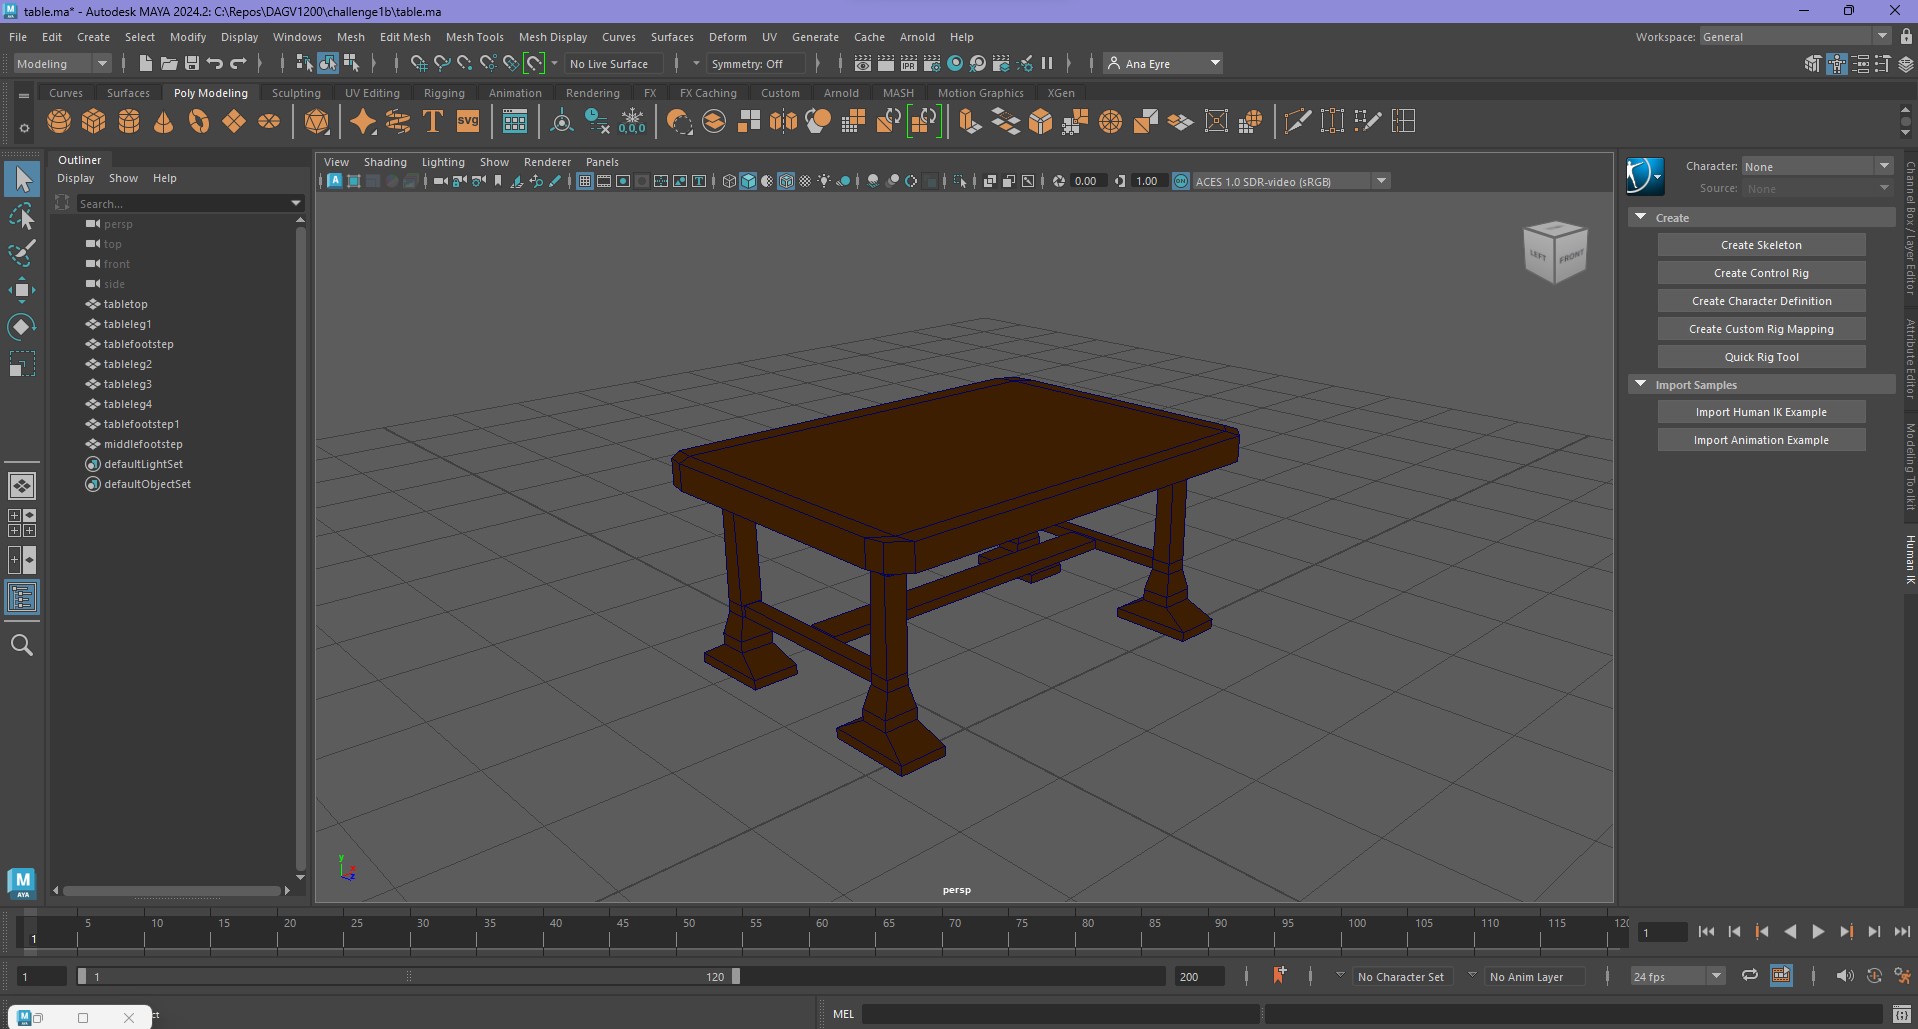 table.ma* - Autodesk MAYA 2024.2: C:\Repos\DAGV1200\challenge1b\table.ma
File Edit Create Select Modify Display Windows Mesh Edit Mesh Mesh Tools Mesh Display Curves Surfaces Deform UV Generate Cache Arnold Help
Workspace: General
Modeling
No Live Surface
Symmetry: Off
Ana Eyre
Curves Surfaces Poly Modeling Sculpting UV Editing Rigging Animation Rendering FX FX Caching Custom Arnold MASH Motion Graphics XGen
T svg
0,0,0
IPR
Outliner
Display Show Help
Search...
persp
top
front
side
tabletop
tableleg1
tablefootstep
tableleg2
tableleg3
tableleg4
tablefootstep1
middlefootstep
defaultLightSet
defaultObjectSet
View Shading Lighting Show Renderer Panels
0.00
1.00
ON
ACES 1.0 SDR-video (sRGB)
LEFT FRONT
y
x
z
persp
Character: None
Source: None
Create
Create Skeleton
Create Control Rig
Create Character Definition
Create Custom Rig Mapping
Quick Rig Tool
Import Samples
Import Human IK Example
Import Animation Example
Channel Box / Layer Editor
Attribute Editor
Modeling Toolkit
Human IK
M
AYA
5 10 15 20 25 30 35 40 45 50 55 60 65 70 75 80 85 90 95 100 105 110 115 120
1
1
1
1
120
200
No Character Set
No Anim Layer
24 fps
MEL